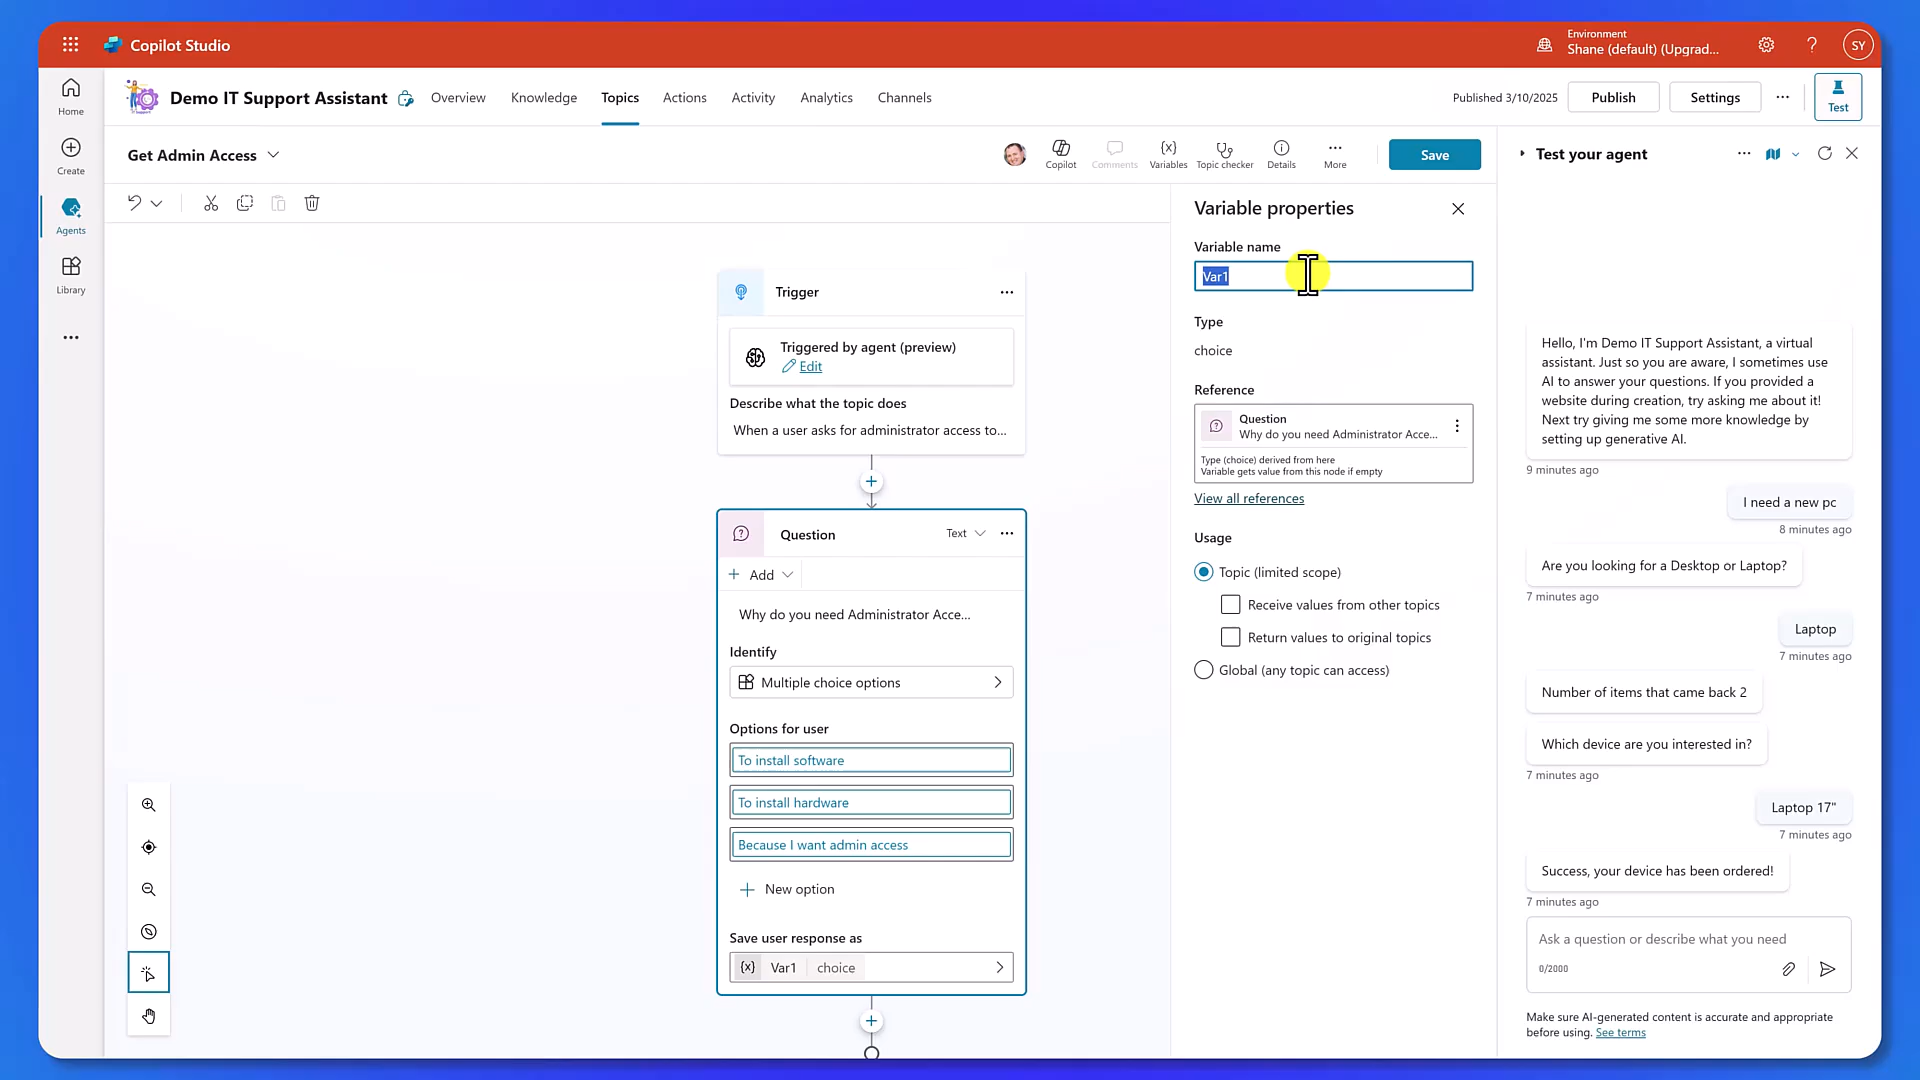 Copilot Studio
Environment
Shane (default) (Upgrad...
SY
Home
Create
Agents
Library
Demo IT Support Assistant
Overview
Knowledge
Topics
Actions
Activity
Analytics
Channels
Published 3/10/2025
Publish
Settings
Test
Get Admin Access
Copilot
Comments
{x}
Variables
Topic checker
Details
More
Save
Trigger
Triggered by agent (preview)
Edit
Describe what the topic does
When a user asks for administrator access to...
Question
Text
Add
Why do you need Administrator Acce...
Identify
Multiple choice options
Options for user
To install software
To install hardware
Because I want admin access
New option
Save user response as
{x} Var1 choice
Variable properties
Variable name
Var1
Type
choice
Reference
Question
Why do you need Administrator Acce...
Type (choice) derived from here
Variable gets value from this node if empty
View all references
Usage
Topic (limited scope)
Receive values from other topics
Return values to original topics
Global (any topic can access)
Test your agent
Hello, I'm Demo IT Support Assistant, a virtual
assistant. Just so you are aware, I sometimes use
AI to answer your questions. If you provided a
website during creation, try asking me about it!
Next try giving me some more knowledge by
setting up generative AI.
9 minutes ago
I need a new pc
8 minutes ago
Are you looking for a Desktop or Laptop?
7 minutes ago
Laptop
7 minutes ago
Number of items that came back 2
Which device are you interested in?
7 minutes ago
Laptop 17"
7 minutes ago
Success, your device has been ordered!
7 minutes ago
Ask a question or describe what you need
0/2000
Make sure AI-generated content is accurate and appropriate
before using. See terms